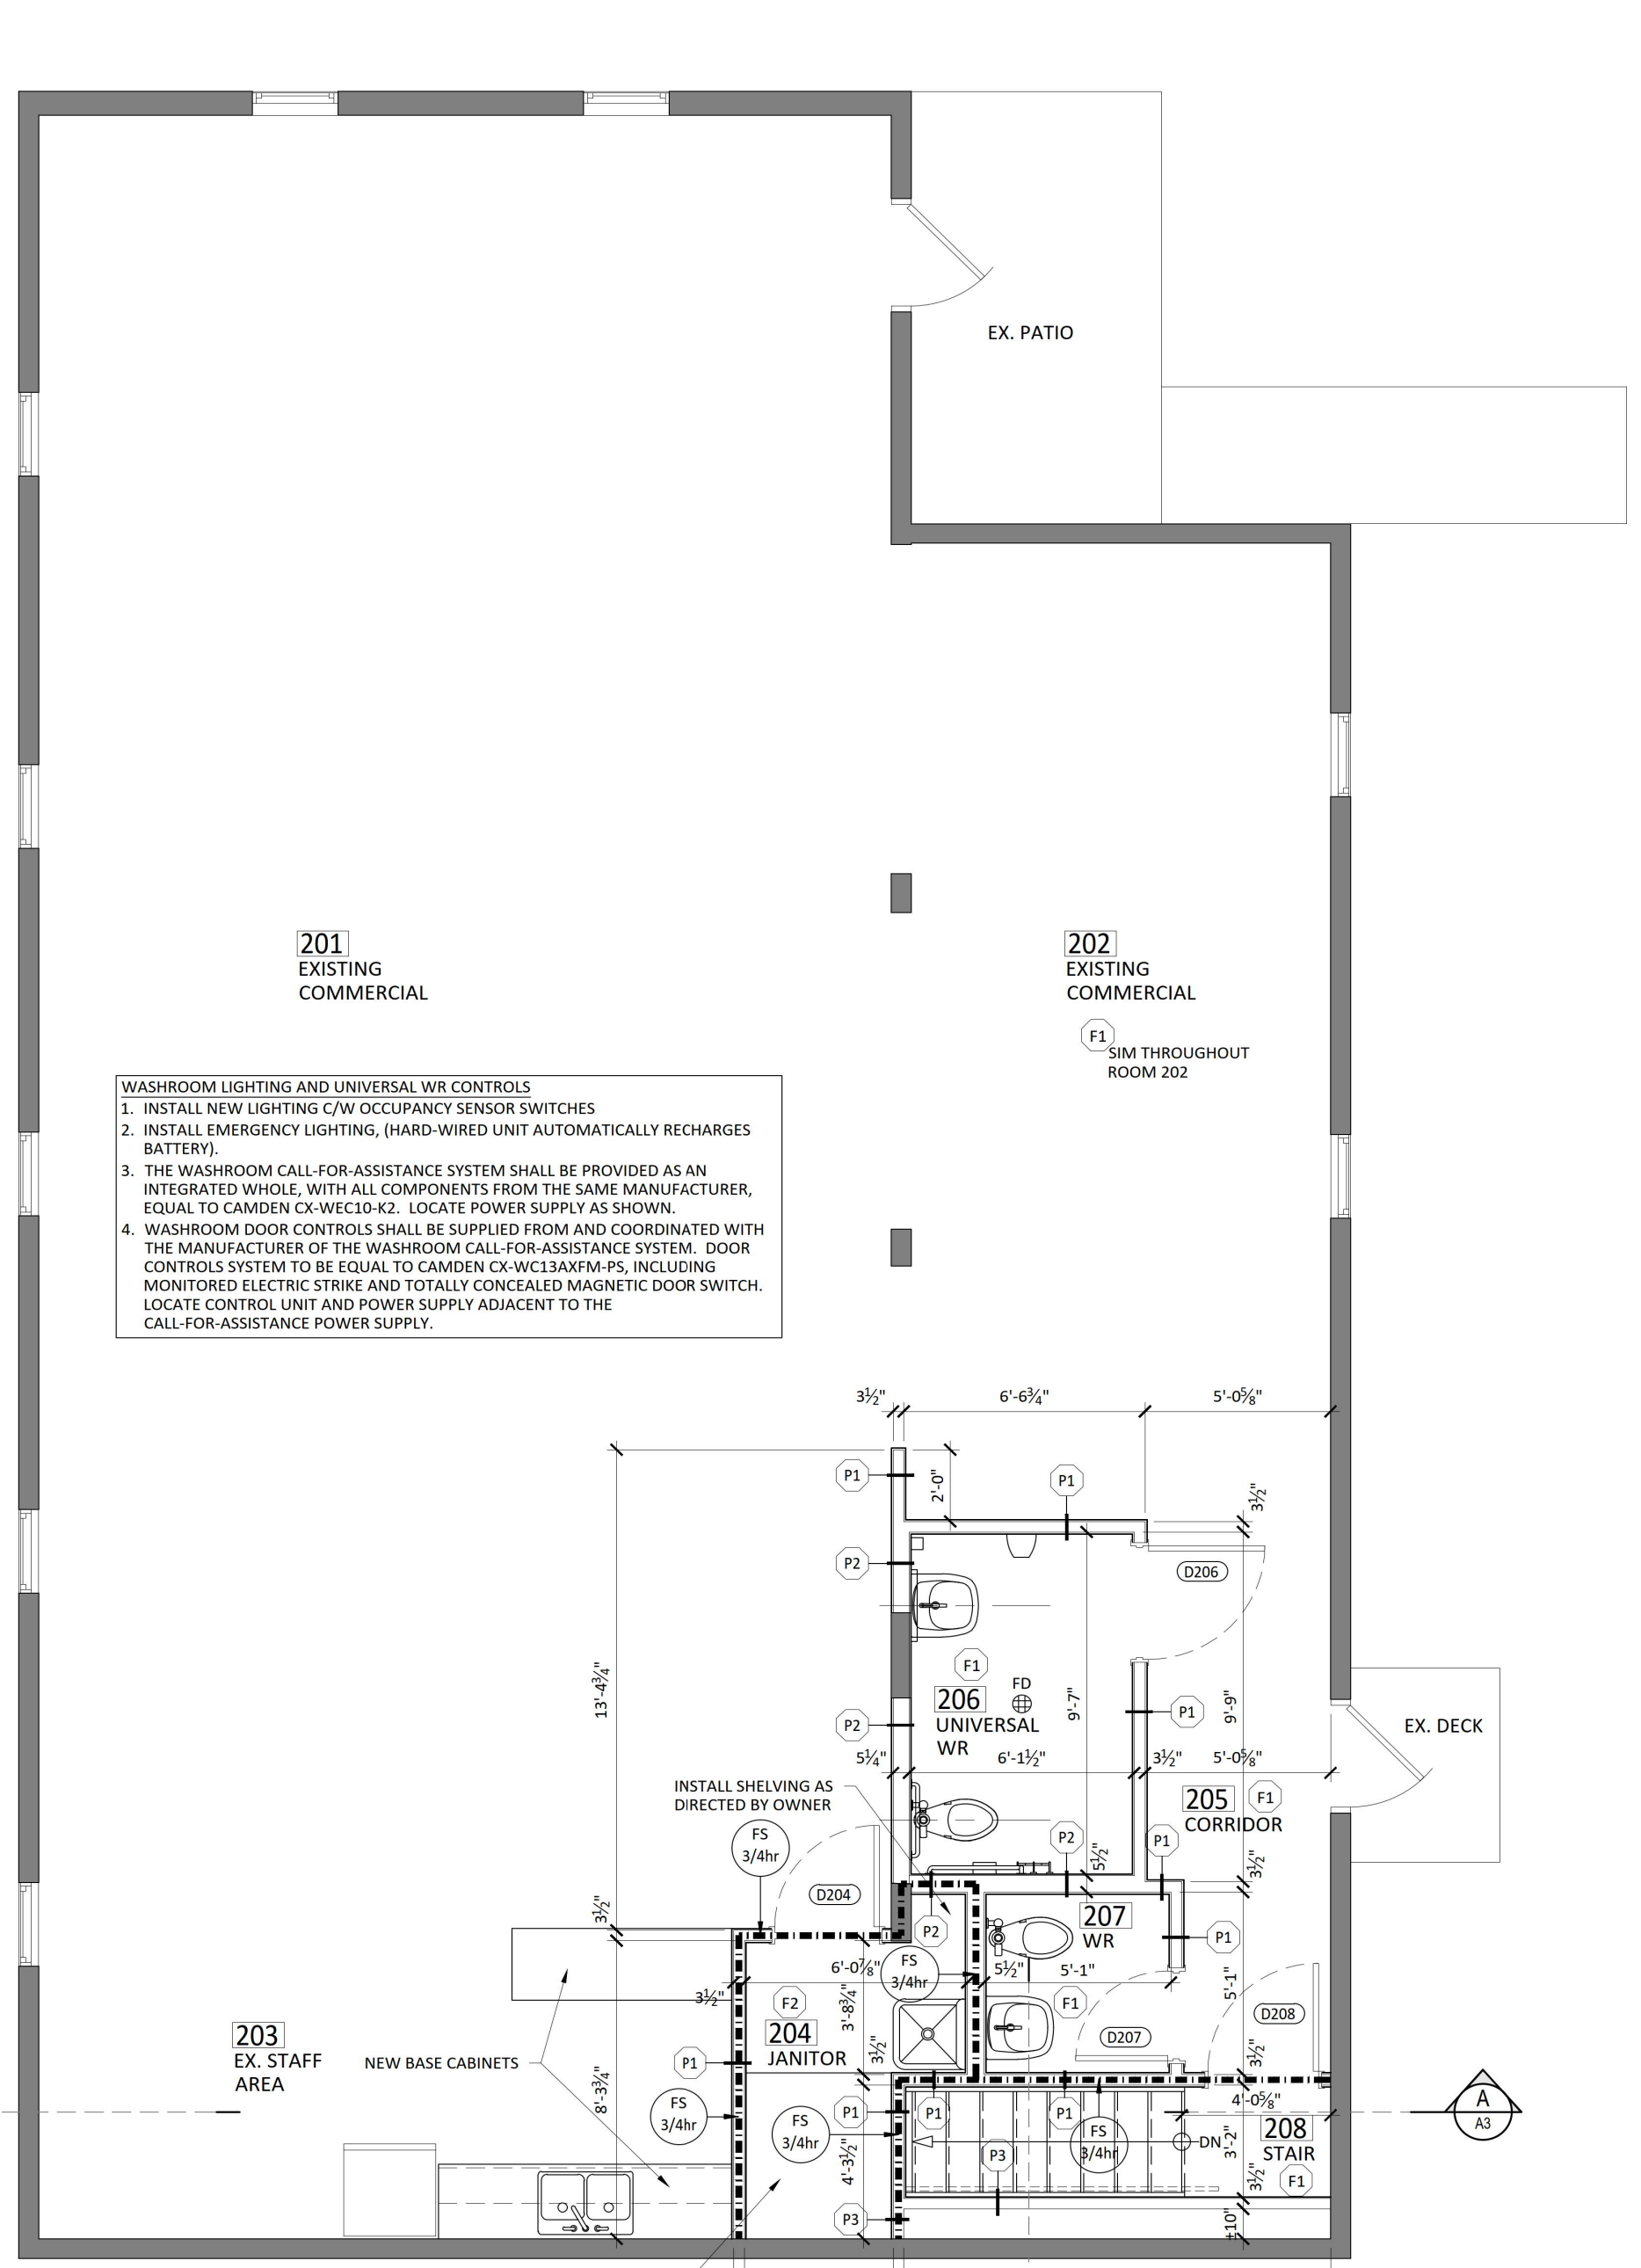 EX. PATIO
201
EXISTING
COMMERCIAL
202
EXISTING
COMMERCIAL
F1
SIM THROUGHOUT
ROOM 202
WASHROOM LIGHTING AND UNIVERSAL WR CONTROLS
1. INSTALL NEW LIGHTING C/W OCCUPANCY SENSOR SWITCHES
2. INSTALL EMERGENCY LIGHTING, (HARD-WIRED UNIT AUTOMATICALLY RECHARGES
BATTERY).
3. THE WASHROOM CALL-FOR-ASSISTANCE SYSTEM SHALL BE PROVIDED AS AN
INTEGRATED WHOLE, WITH ALL COMPONENTS FROM THE SAME MANUFACTURER,
EQUAL TO CAMDEN CX-WEC10-K2. LOCATE POWER SUPPLY AS SHOWN.
4. WASHROOM DOOR CONTROLS SHALL BE SUPPLIED FROM AND COORDINATED WITH
THE MANUFACTURER OF THE WASHROOM CALL-FOR-ASSISTANCE SYSTEM. DOOR
CONTROLS SYSTEM TO BE EQUAL TO CAMDEN CX-WC13AXFM-PS, INCLUDING
MONITORED ELECTRIC STRIKE AND TOTALLY CONCEALED MAGNETIC DOOR SWITCH.
LOCATE CONTROL UNIT AND POWER SUPPLY ADJACENT TO THE
CALL-FOR-ASSISTANCE POWER SUPPLY.
3½"
6'-6¾"
5'-0⅝"
P1
2'-0"
P1
3½"
P2
D206
F1
FD
206
UNIVERSAL
WR
13'-4¾"
9'-7"
9'-9"
P1
P2
EX. DECK
5¼"
6'-1½"
3½"
5'-0⅝"
INSTALL SHELVING AS
DIRECTED BY OWNER
205
F1
CORRIDOR
FS
3/4hr
P2
5½"
P1
3½"
D204
3½"
207
WR
P2
P1
6'-0⅞"
FS
3/4hr
5½"
5'-1"
5'-1"
3½"
F2
3'-8¾"
F1
D208
204
JANITOR
D207
203
EX. STAFF
AREA
NEW BASE CABINETS
P1
3½"
3½"
8'-3¾"
FS
3/4hr
FS
3/4hr
P1
P1
P1
4'-0⅝"
A
A3
FS
3/4hr
DN
208
STAIR
3'-2"
P3
4'-3½"
3½"
F1
P3
±10"